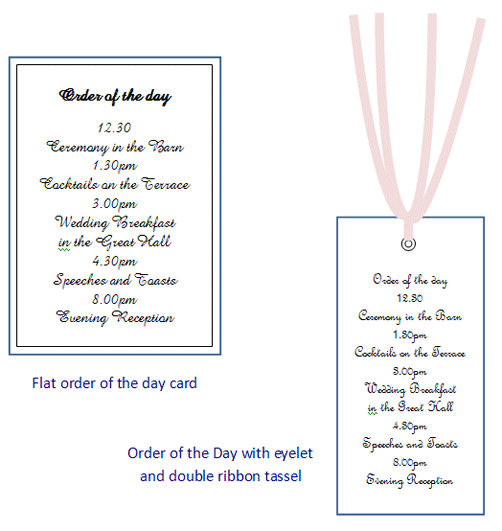 Order of the day
12.30
Ceremony in the Barn
1.30pm
Cocktails on the Terrace
3.00pm
Wedding Breakfast
in the Great Hall
4.30pm
Speeches and Toasts
8.00pm
Evening Reception
Flat order of the day card
Order of the day
12.30
Ceremony in the Barn
1.30pm
Cocktails on the Terrace
3.00pm
Wedding Breakfast
in the Great Hall
4.30pm
Speeches and Toasts
8.00pm
Evening Reception
Order of the Day with eyelet
and double ribbon tassel